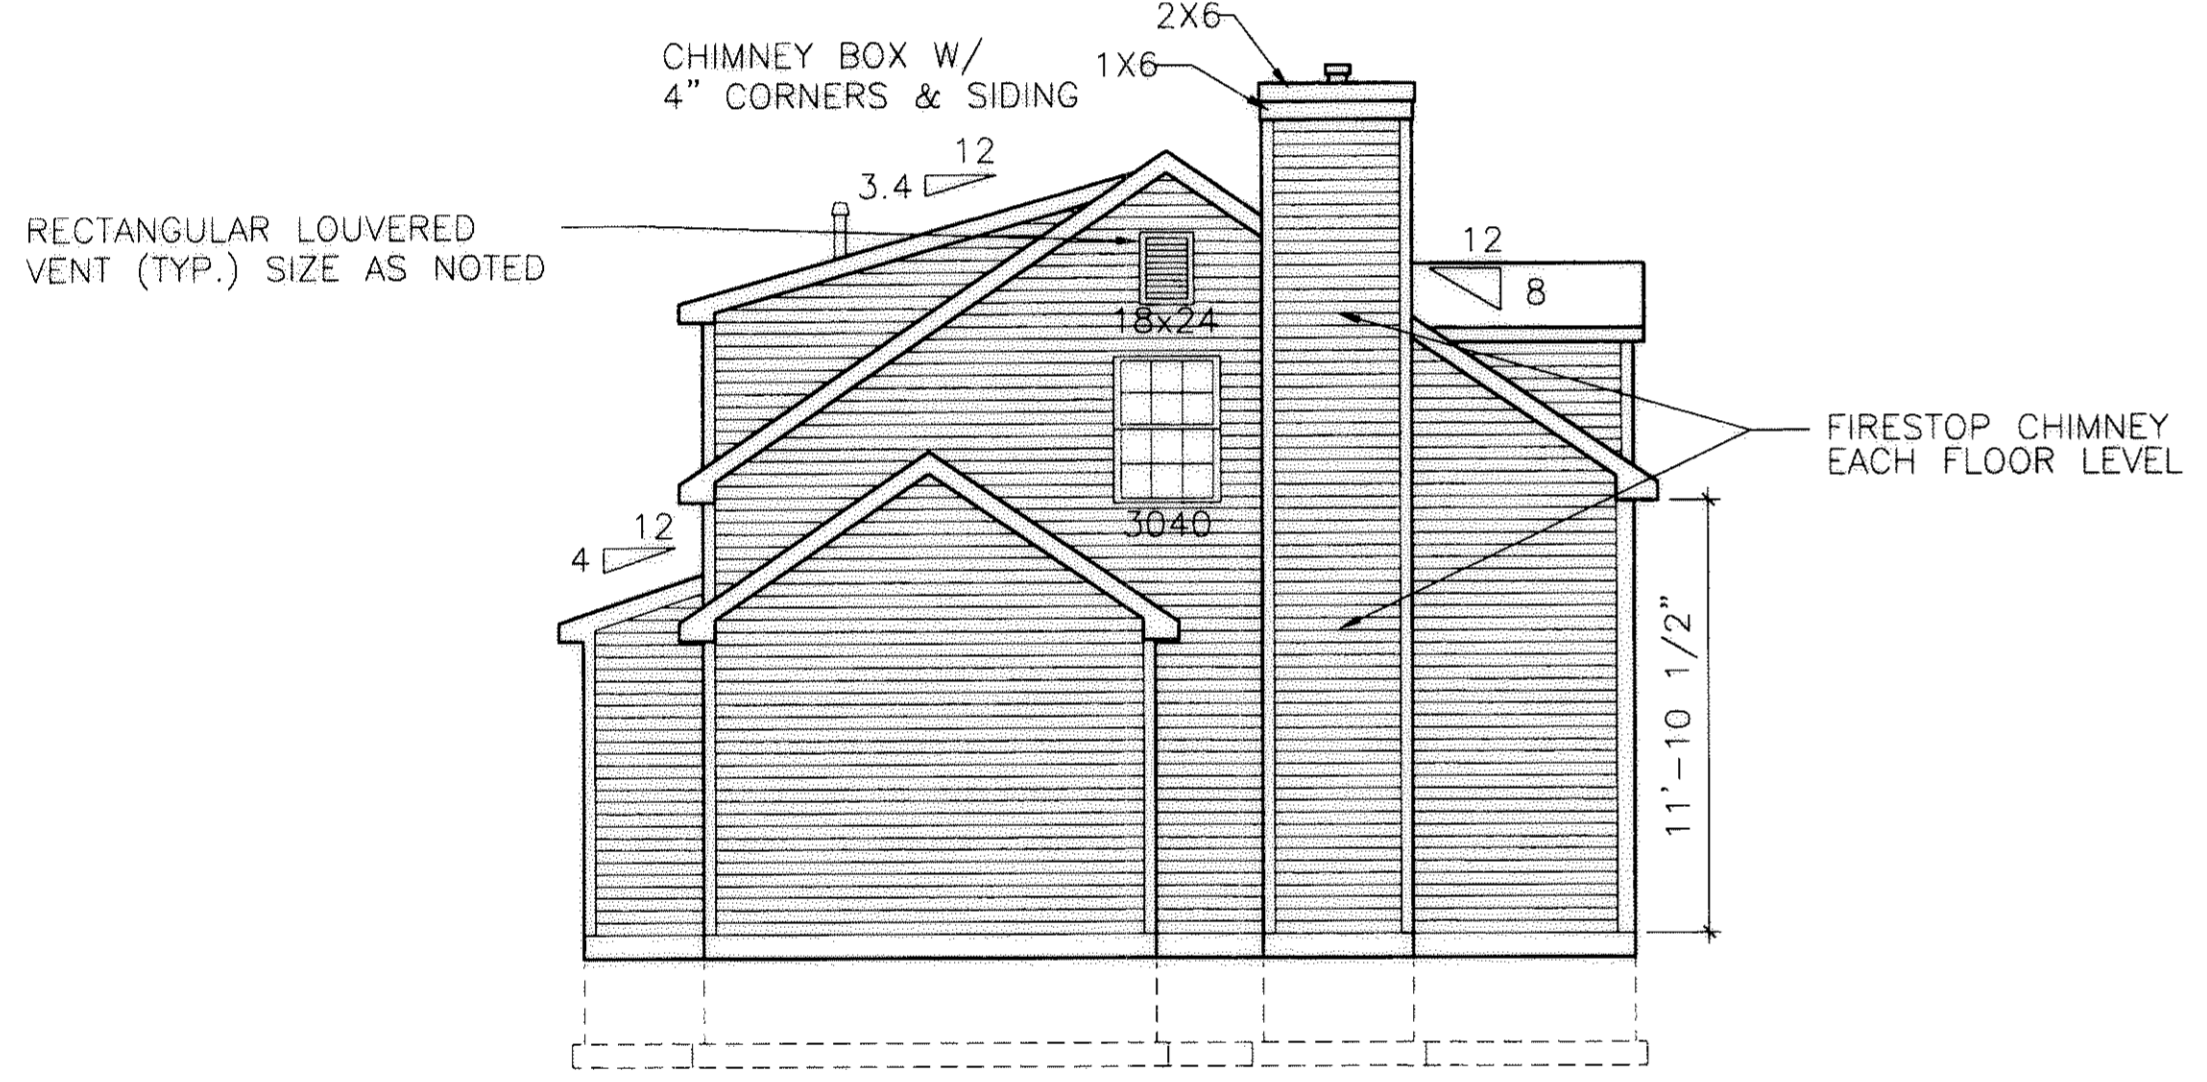 2X6
CHIMNEY BOX W/
4" CORNERS & SIDING
1X6
12
3.4
RECTANGULAR LOUVERED
VENT (TYP.) SIZE AS NOTED
12
8
18x24
FIRESTOP CHIMNEY
EACH FLOOR LEVEL
3040
12
4
11'-10 1/2"